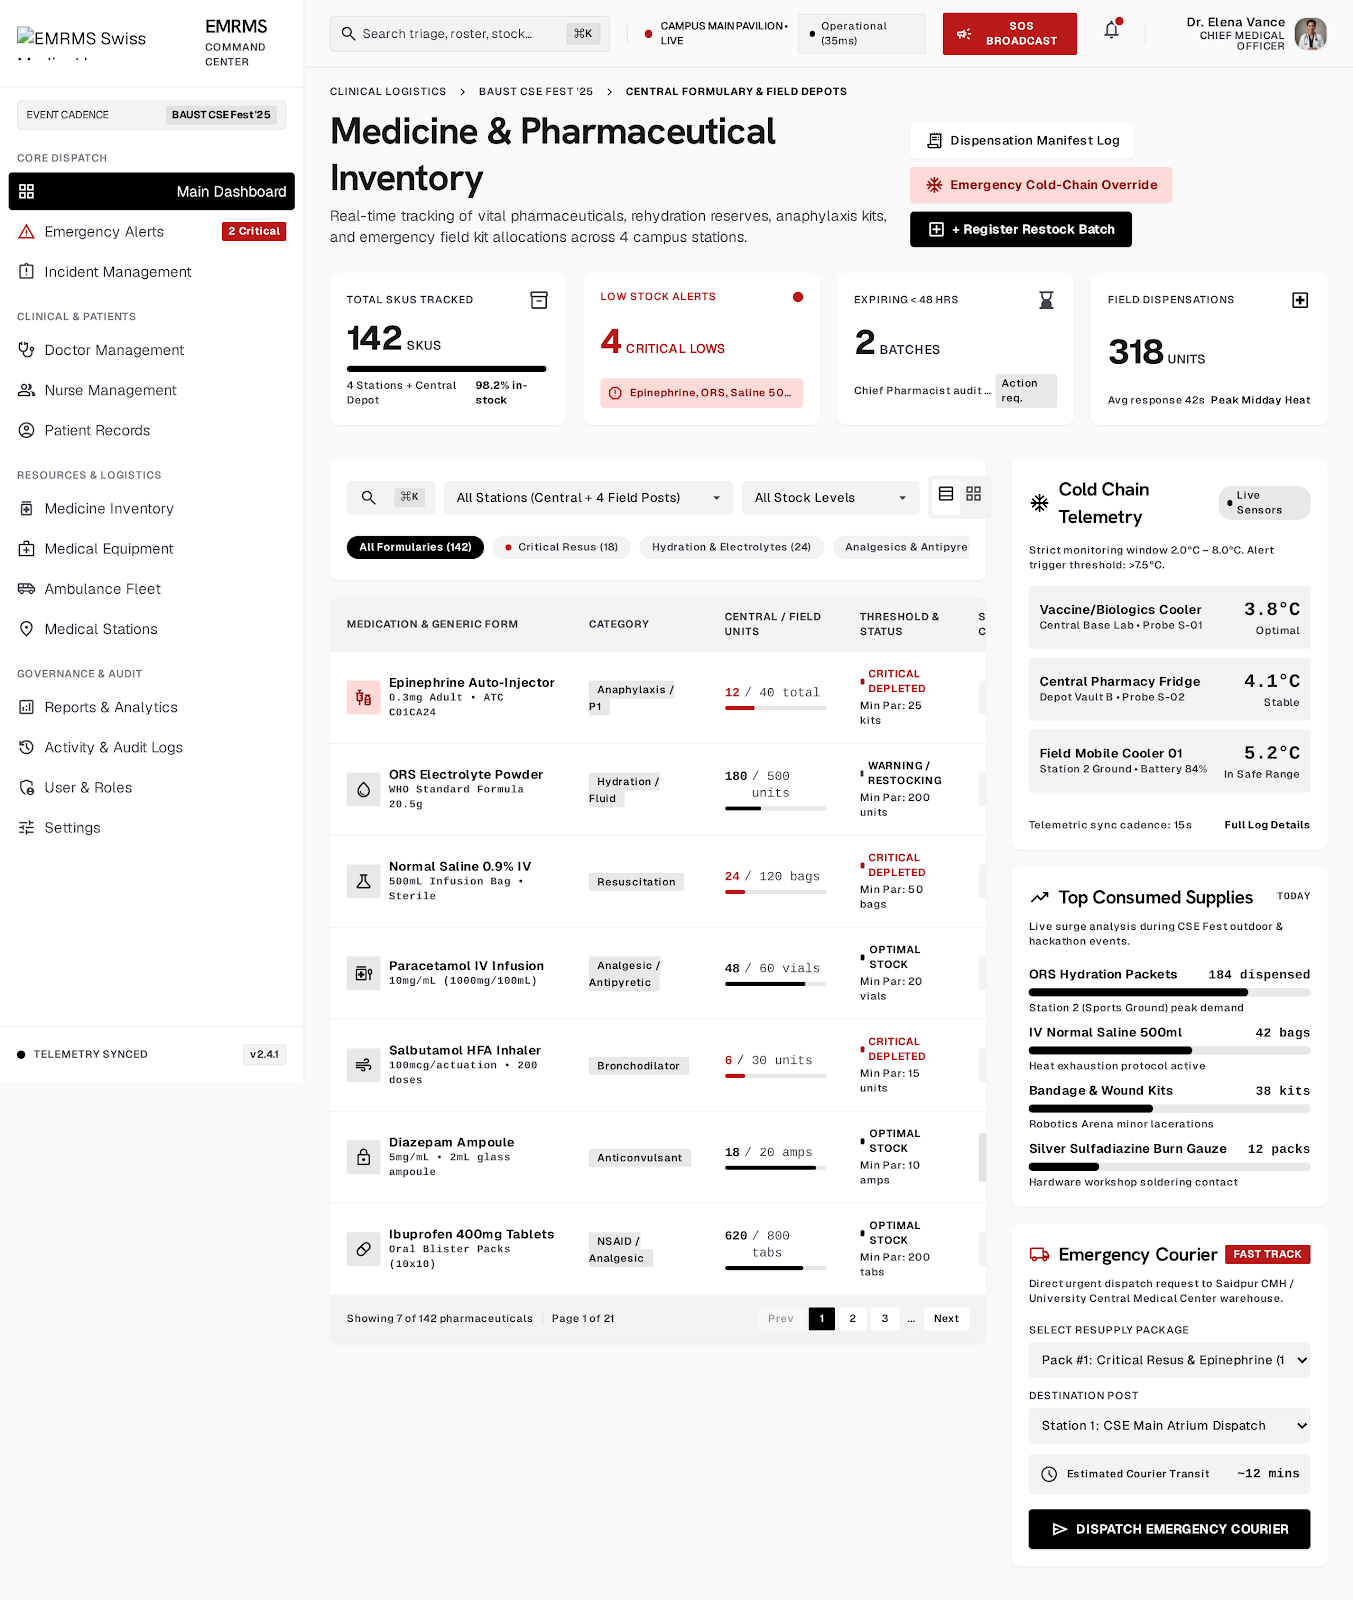 EMRMS Swiss
EMRMS
COMMAND
CENTER
EVENT CADENCE
BAUST CSE Fest '25
CORE DISPATCH
Main Dashboard
Emergency Alerts
2 Critical
Incident Management
CLINICAL & PATIENTS
Doctor Management
Nurse Management
Patient Records
RESOURCES & LOGISTICS
Medicine Inventory
Medical Equipment
Ambulance Fleet
Medical Stations
GOVERNANCE & AUDIT
Reports & Analytics
Activity & Audit Logs
User & Roles
Settings
TELEMETRY SYNCED
v2.4.1
Search triage, roster, stock...
⌘K
CAMPUS MAIN PAVILION •
LIVE
Operational
(35ms)
SOS
BROADCAST
Dr. Elena Vance
CHIEF MEDICAL
OFFICER
CLINICAL LOGISTICS
BAUST CSE FEST '25
CENTRAL FORMULARY & FIELD DEPOTS
Medicine & Pharmaceutical
Inventory
Real-time tracking of vital pharmaceuticals, rehydration reserves, anaphylaxis kits,
and emergency field kit allocations across 4 campus stations.
Dispensation Manifest Log
Emergency Cold-Chain Override
+ Register Restock Batch
TOTAL SKUS TRACKED
142 SKUS
4 Stations + Central
Depot
98.2% in-
stock
LOW STOCK ALERTS
4 CRITICAL LOWS
Epinephrine, ORS, Saline 50...
EXPIRING < 48 HRS
2 BATCHES
Chief Pharmacist audit ...
Action
req.
FIELD DISPENSATIONS
318 UNITS
Avg response 42s
Peak Midday Heat
⌘K
All Stations (Central + 4 Field Posts)
All Stock Levels
All Formularies (142)
Critical Resus (18)
Hydration & Electrolytes (24)
Analgesics & Antipyre
MEDICATION & GENERIC FORM
CATEGORY
CENTRAL / FIELD
UNITS
THRESHOLD &
STATUS
S
C
Epinephrine Auto-Injector
0.3mg Adult • ATC
C01CA24
Anaphylaxis /
P1
12 / 40 total
CRITICAL
DEPLETED
Min Par: 25
kits
ORS Electrolyte Powder
WHO Standard Formula
20.5g
Hydration /
Fluid
180 / 500
units
WARNING /
RESTOCKING
Min Par: 200
units
Normal Saline 0.9% IV
500mL Infusion Bag •
Sterile
Resuscitation
24 / 120 bags
CRITICAL
DEPLETED
Min Par: 50
bags
Paracetamol IV Infusion
10mg/mL (1000mg/100mL)
Analgesic /
Antipyretic
48 / 60 vials
OPTIMAL
STOCK
Min Par: 20
vials
Salbutamol HFA Inhaler
100mcg/actuation • 200
doses
Bronchodilator
6 / 30 units
CRITICAL
DEPLETED
Min Par: 15
units
Diazepam Ampoule
5mg/mL • 2mL glass
ampoule
Anticonvulsant
18 / 20 amps
OPTIMAL
STOCK
Min Par: 10
amps
Ibuprofen 400mg Tablets
Oral Blister Packs
(10x10)
NSAID /
Analgesic
620 / 800
tabs
OPTIMAL
STOCK
Min Par: 200
tabs
Showing 7 of 142 pharmaceuticals
Page 1 of 21
Prev
1
2
3
...
Next
Cold Chain
Telemetry
Live
Sensors
Strict monitoring window 2.0°C – 8.0°C. Alert
trigger threshold: >7.5°C.
Vaccine/Biologics Cooler
Central Base Lab • Probe S-01
3.8°C
Optimal
Central Pharmacy Fridge
Depot Vault B • Probe S-02
4.1°C
Stable
Field Mobile Cooler 01
Station 2 Ground • Battery 84%
5.2°C
In Safe Range
Telemetric sync cadence: 15s
Full Log Details
Top Consumed Supplies
TODAY
Live surge analysis during CSE Fest outdoor &
hackathon events.
ORS Hydration Packets
184 dispensed
Station 2 (Sports Ground) peak demand
IV Normal Saline 500ml
42 bags
Heat exhaustion protocol active
Bandage & Wound Kits
38 kits
Robotics Arena minor lacerations
Silver Sulfadiazine Burn Gauze
12 packs
Hardware workshop soldering contact
Emergency Courier
FAST TRACK
Direct urgent dispatch request to Saidpur CMH /
University Central Medical Center warehouse.
SELECT RESUPPLY PACKAGE
Pack #1: Critical Resus & Epinephrine (1
DESTINATION POST
Station 1: CSE Main Atrium Dispatch
Estimated Courier Transit
~12 mins
DISPATCH EMERGENCY COURIER